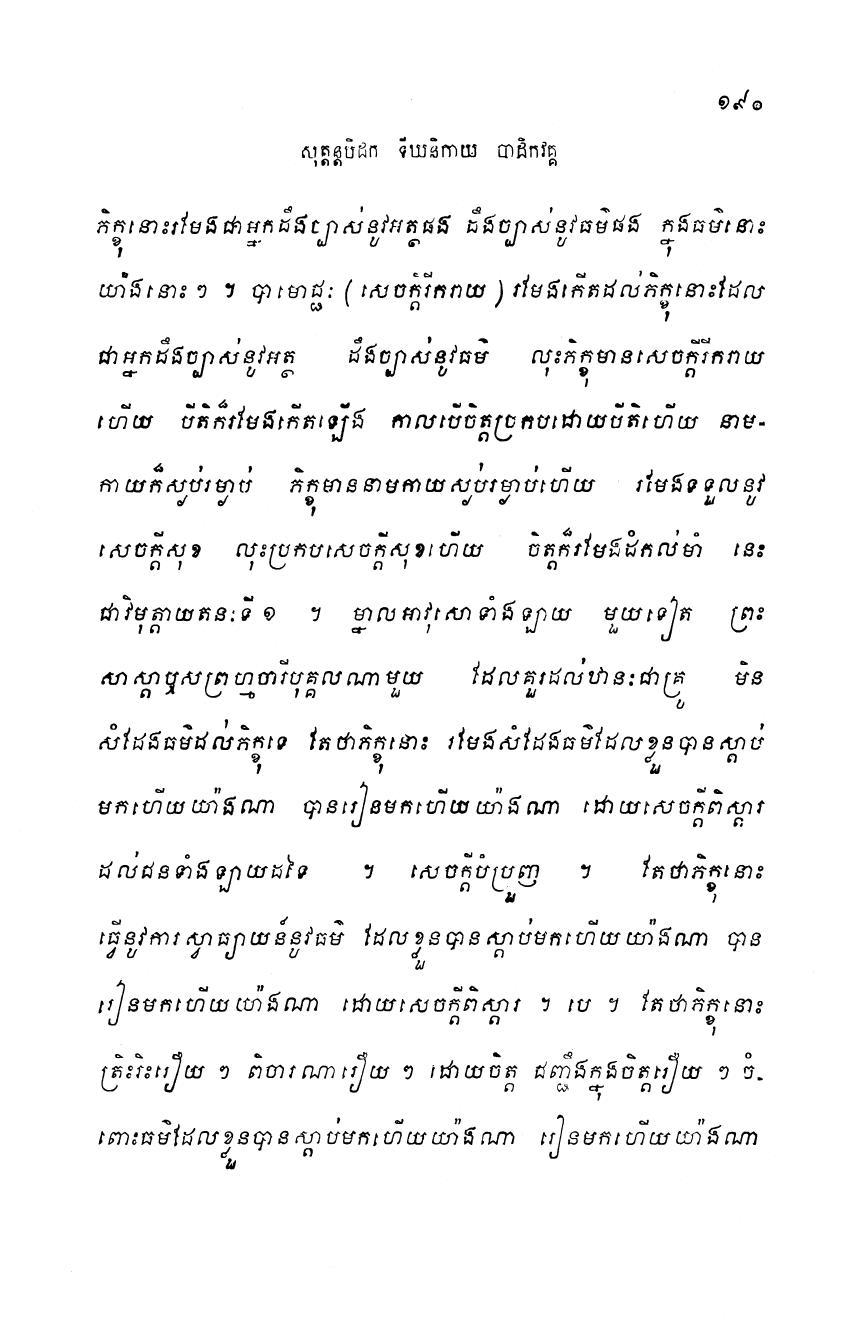 ១៩០
សុត្តន្តបិដក ទីឃនិកាយ បាដិកវគ្គ
ភិក្ខុនោះរមែងជាអ្នកដឹងច្បាស់នូវអត្ថផង ដឹងច្បាស់នូវធម៌ផង ក្នុងធម៌នោះ
យ៉ាងនោះ ៗ ។ បាមោជ្ជៈ (សេចក្តីរីករាយ) រមែងកើតដល់ភិក្ខុនោះដែល
ជាអ្នកដឹងច្បាស់នូវអត្ថ ដឹងច្បាស់នូវធម៌ លុះភិក្ខុមានសេចក្តីរីករាយ
ហើយ បីតិក៏រមែងកើតឡើង កាលបើចិត្តប្រកបដោយបីតិហើយ នាម-
កាយក៏ស្ងប់រម្ងាប់ ភិក្ខុមាននាមកាយស្ងប់រម្ងាប់ហើយ រមែងទទួលនូវ
សេចក្តីសុខ លុះប្រកបសេចក្តីសុខហើយ ចិត្តក៏រមែងដំកល់មាំ នេះ
ជាវិមុត្តាយតនៈទី ១ ។ ម្នាលអាវុសោទាំងឡាយ មួយទៀត ព្រះ
សាស្តាឬសព្រហ្មចារីបុគ្គលណាមួយ ដែលគួរដល់ឋានៈជាគ្រូ មិន
សំដែងធម៌ដល់ភិក្ខុទេ តែថាភិក្ខុនោះ រមែងសំដែងធម៌ដែលខ្លួនបានស្តាប់
មកហើយយ៉ាងណា បានរៀនមកហើយយ៉ាងណា ដោយសេចក្តីពិស្តារ
ដល់ជនទាំងឡាយដទៃ ។ សេចក្តីបំប្រួញ ។ តែថាភិក្ខុនោះ
ធ្វើនូវការស្វាធ្យាយន៍នូវធម៌ ដែលខ្លួនបានស្តាប់មកហើយយ៉ាងណា បាន
រៀនមកហើយយ៉ាងណា ដោយសេចក្តីពិស្តារ ។ បេ ។ តែថាភិក្ខុនោះ
ត្រិះរិះរឿយ ៗ ពិចារណារឿយ ៗ ដោយចិត្ត ជញ្ជឹងក្នុងចិត្តរឿយ ៗ ចំ-
ពោះធម៌ដែលខ្លួនបានស្តាប់មកហើយយ៉ាងណា រៀនមកហើយយ៉ាងណា